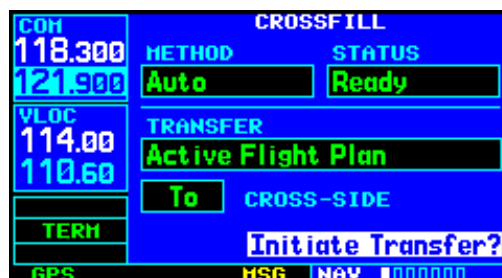 COM
118.300
121.900
VLOC
114.00
110.60
TERM
GPS
CROSSFILL
METHOD STATUS
Auto Ready
TRANSFER
Active Flight Plan
To CROSS-SIDE
Initiate Transfer?
MSG NAV